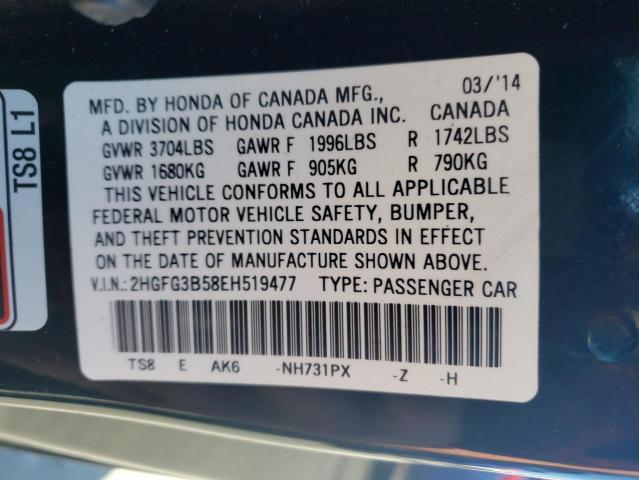 03/'14
MFD. BY HONDA OF CANADA MFG.,
A DIVISION OF HONDA CANADA INC. CANADA
GVWR 3704LBS GAWR F 1996LBS R 1742LBS
GVWR 1680KG GAWR F 905KG R 790KG
THIS VEHICLE CONFORMS TO ALL APPLICABLE
FEDERAL MOTOR VEHICLE SAFETY, BUMPER,
AND THEFT PREVENTION STANDARDS IN EFFECT
ON THE DATE OF MANUFACTURE SHOWN ABOVE.
V.I.N.: 2HGFG3B58EH519477 TYPE: PASSENGER CAR
TS8 E AK6 -NH731PX -Z -H
TS8 L1